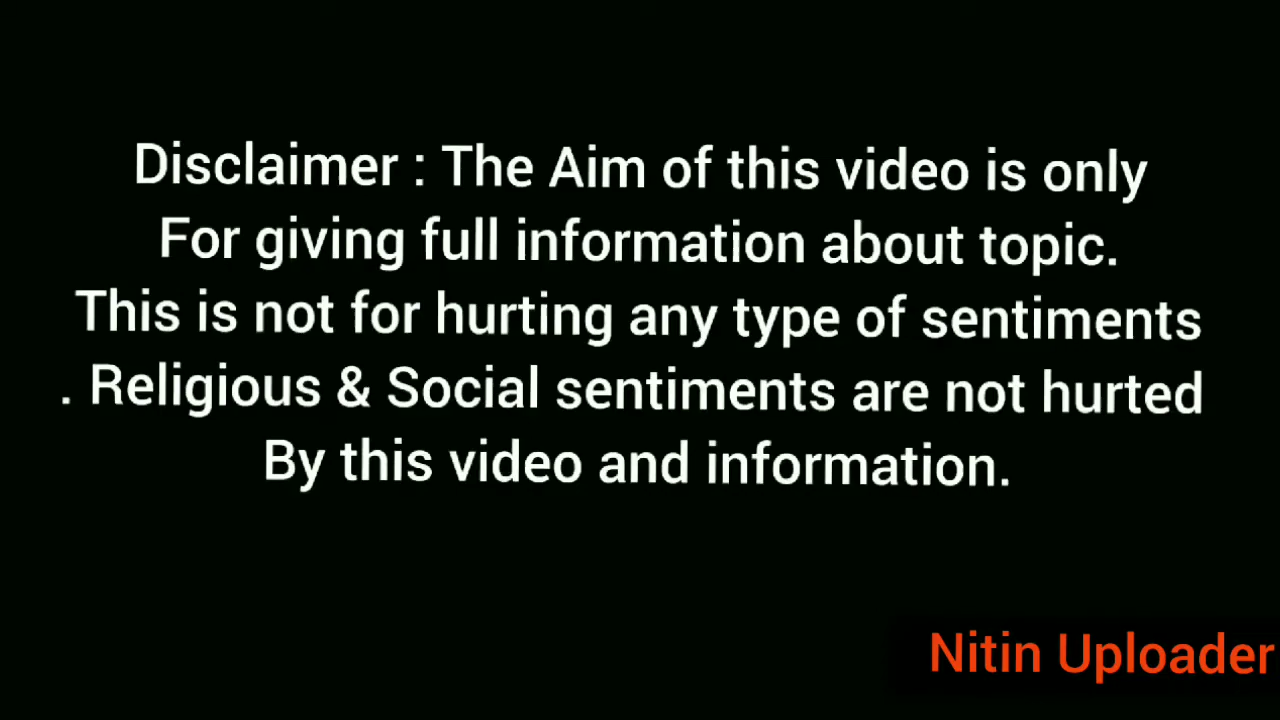 Disclaimer : The Aim of this video is only
For giving full information about topic.
This is not for hurting any type of sentiments
. Religious & Social sentiments are not hurted
By this video and information.
Nitin Uploader